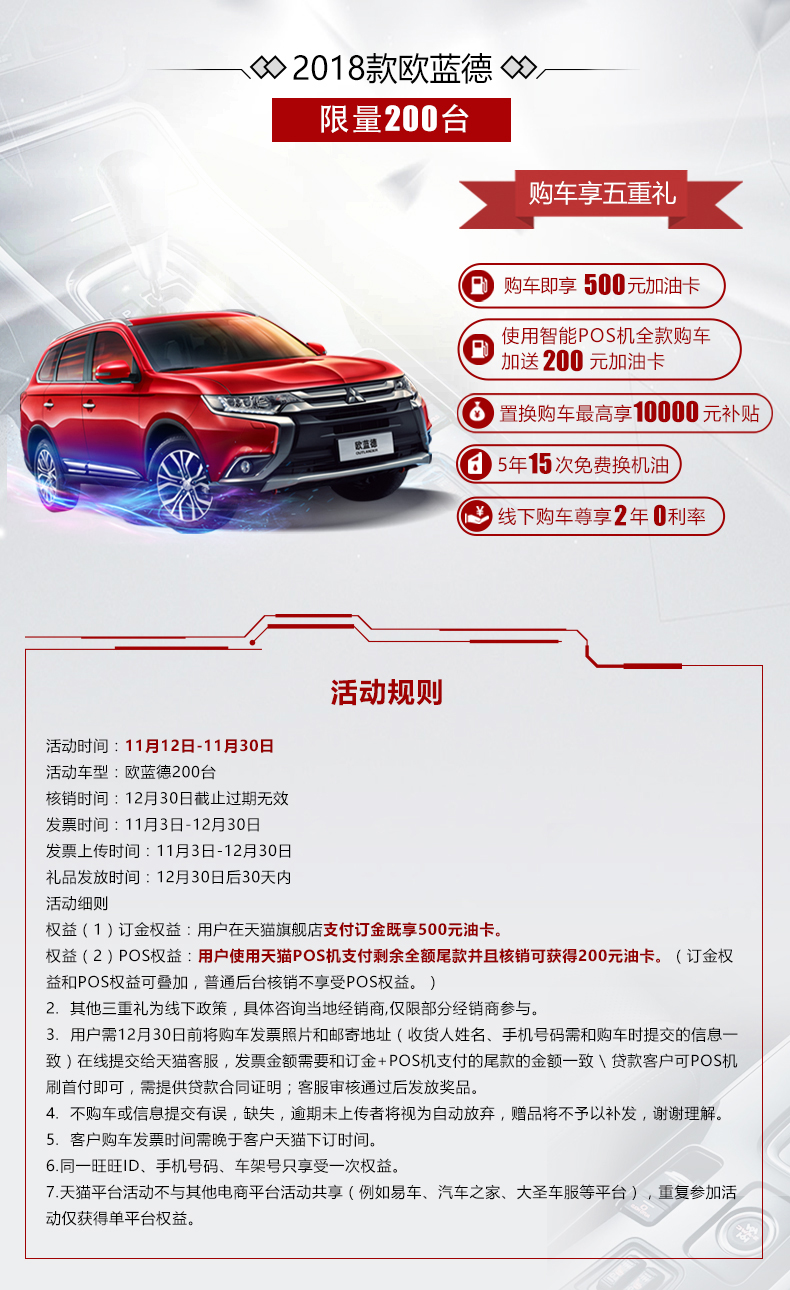 2018款欧蓝德
限量200台
购车享五重礼
购车即享 500元加油卡
使用智能POS机全款购车
加送200 元加油卡
置换购车最高享10000元补贴
5年15次免费换机油
线下购车尊享2年0利率
欧蓝德
OUTLANDER
活动规则
活动时间：11月12日-11月30日
活动车型：欧蓝德200台
核销时间：12月30日截止过期无效
发票时间：11月3日-12月30日
发票上传时间：11月3日-12月30日
礼品发放时间：12月30日后30天内
活动细则
权益（1）订金权益：用户在天猫旗舰店支付订金既享500元油卡。
权益（2）POS权益：用户使用天猫POS机支付剩余全额尾款并且核销可获得200元油卡。（订金权
益和POS权益可叠加，普通后台核销不享受POS权益。）
2. 其他三重礼为线下政策，具体咨询当地经销商,仅限部分经销商参与。
3. 用户需12月30日前将购车发票照片和邮寄地址（收货人姓名、手机号码需和购车时提交的信息一
致）在线提交给天猫客服，发票金额需要和订金+POS机支付的尾款的金额一致 \ 贷款客户可POS机
刷首付即可，需提供贷款合同证明；客服审核通过后发放奖品。
4. 不购车或信息提交有误，缺失，逾期未上传者将视为自动放弃，赠品将不予以补发，谢谢理解。
5. 客户购车发票时间需晚于客户天猫下订时间。
6.同一旺旺ID、手机号码、车架号只享受一次权益。
7.天猫平台活动不与其他电商平台活动共享（例如易车、汽车之家、大圣车服等平台），重复参加活
动仅获得单平台权益。